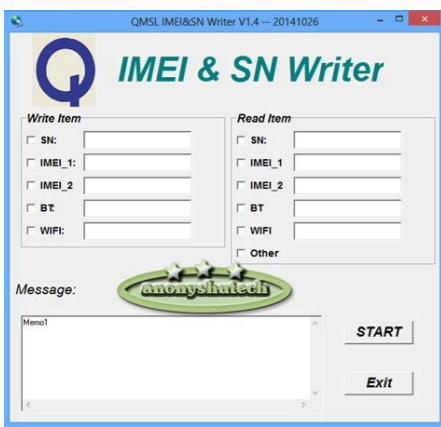 QMSL IMEI&SN Writer V1.4 -- 20141026
Q IMEI & SN Writer
Write Item
SN:
IMEI_1:
IMEI_2
BT:
WIFI:
Read Item
SN:
IMEI_1
IMEI_2
BT
WIFI
Other
Message:
anonyshutech
Memo1
START
Exit